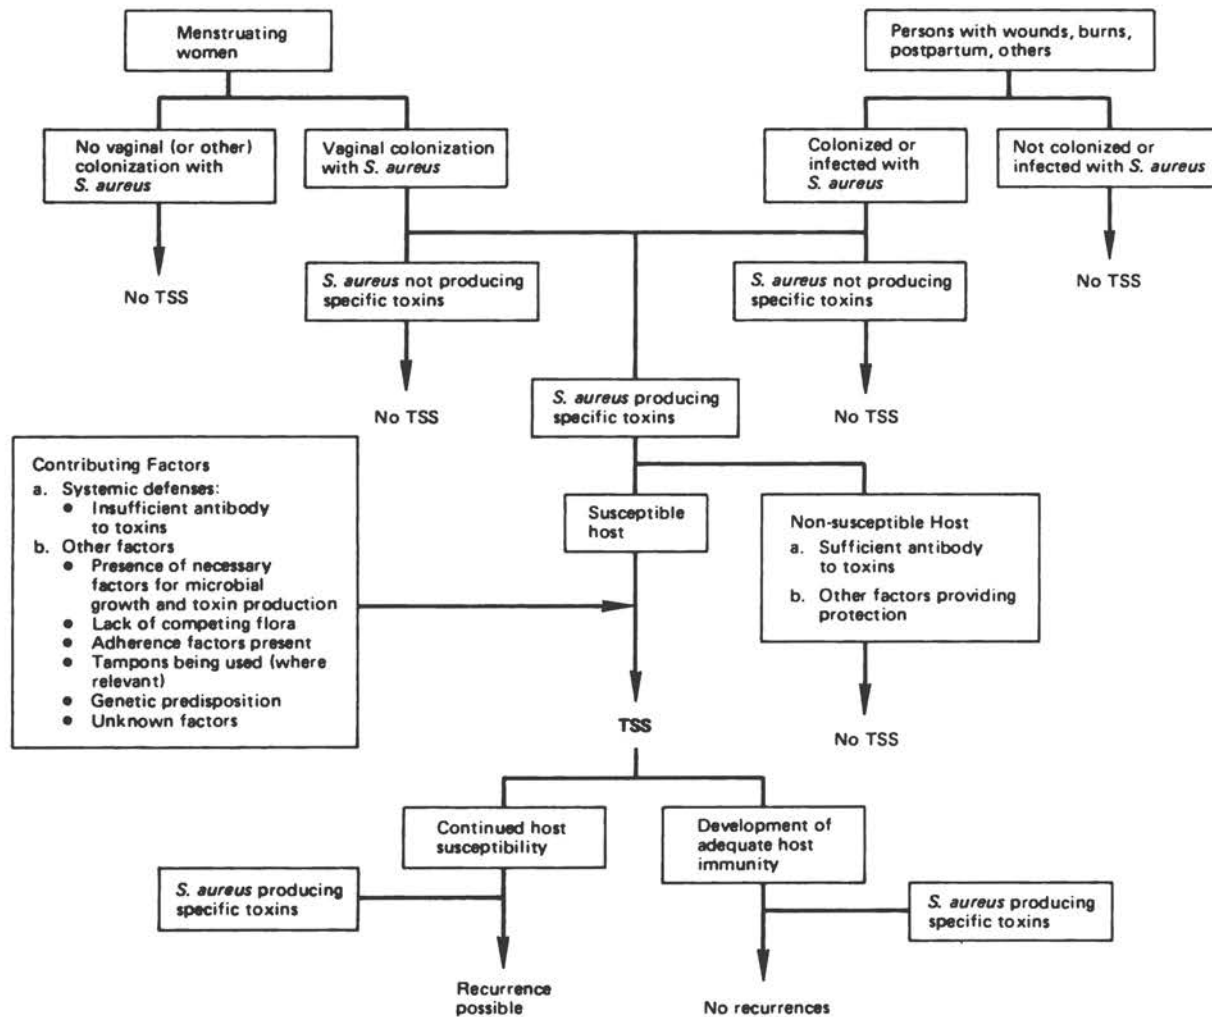 Menstruating
women
Persons with wounds, burns,
postpartum, others
No vaginal (or other)
colonization with
S. aureus
Vaginal colonization
with S. aureus
Colonized or
infected with
S. aureus
Not colonized or
infected with S. aureus
No TSS
S. aureus not producing
specific toxins
S. aureus not producing
specific toxins
No TSS
No TSS
S. aureus producing
specific toxins
No TSS
Contributing Factors
a. Systemic defenses:
● Insufficient antibody
to toxins
b. Other factors
● Presence of necessary
factors for microbial
growth and toxin production
● Lack of competing flora
● Adherence factors present
● Tampons being used (where
relevant)
● Genetic predisposition
● Unknown factors
Susceptible
host
Non-susceptible Host
a. Sufficient antibody
to toxins
b. Other factors providing
protection
TSS
No TSS
Continued host
susceptibility
Development of
adequate host
immunity
S. aureus producing
specific toxins
S. aureus producing
specific toxins
Recurrence
possible
No recurrences